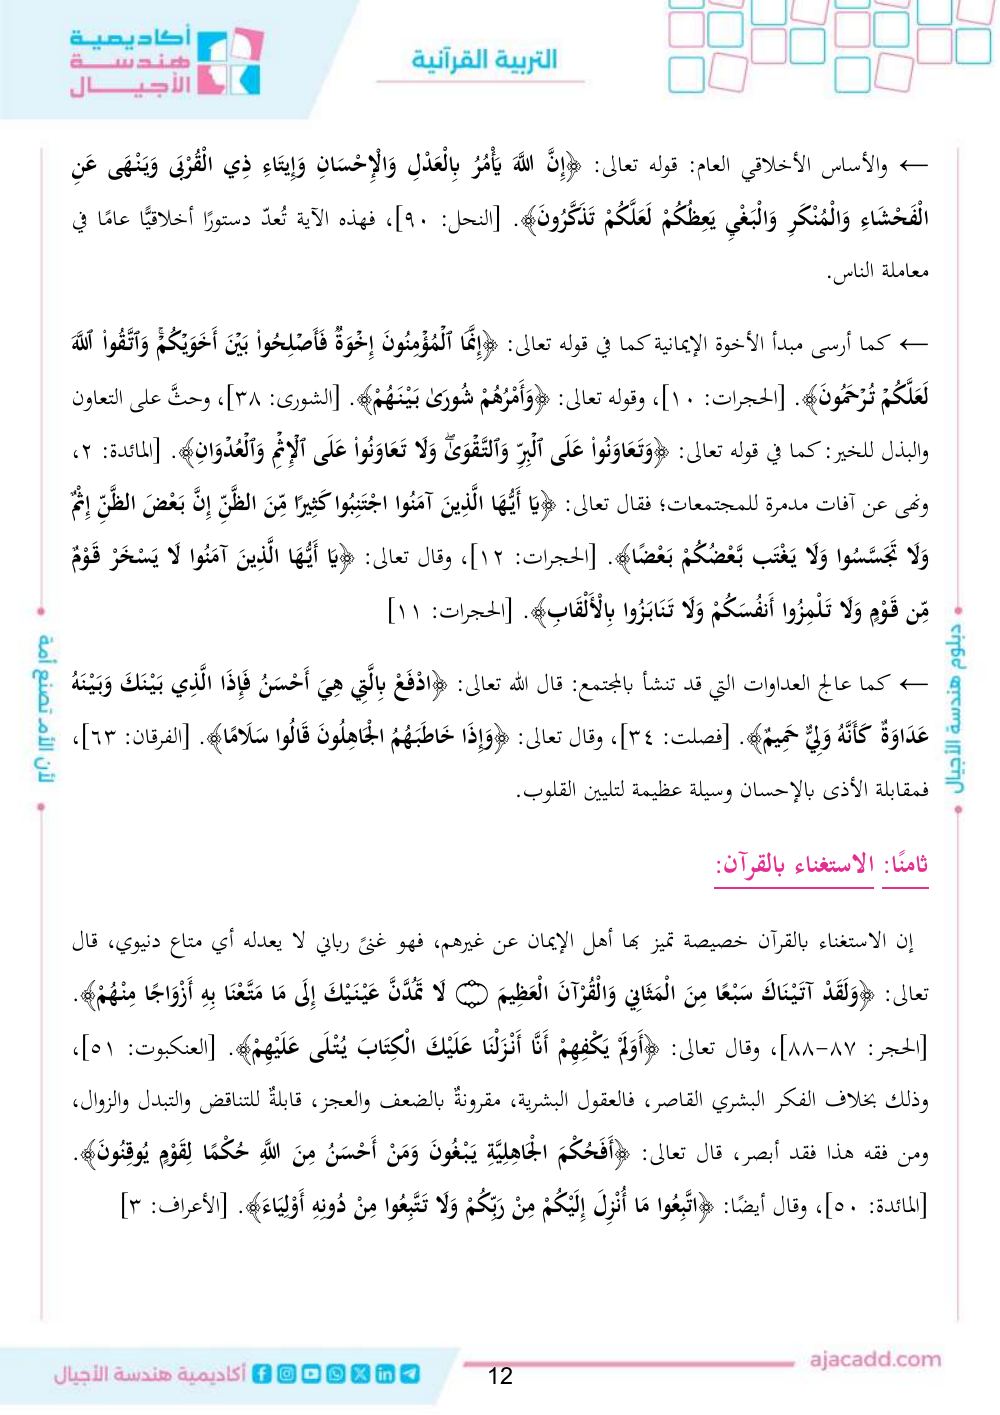 أكاديمية
هندسة
الأجيال
التربية القرآنية
← والأساس الأخلاقي العام: قوله تعالى: ﴿إِنَّ اللَّهَ يَأْمُرُ بِالْعَدْلِ وَالْإِحْسَانِ وَإِيتَاءِ ذِي الْقُرْبَى وَيَنْهَى عَنِ
الْفَحْشَاءِ وَالْمُنْكَرِ وَالْبَغْيِ يَعِظُكُمْ لَعَلَّكُمْ تَذَكَّرُونَ﴾. [النحل: ٩٠]، فهذه الآية تُعدّ دستورًا أخلاقيًّا عامًا في
معاملة الناس.
← كما أرسى مبدأ الأخوة الإيمانية كما في قوله تعالى: ﴿إِنَّمَا ٱلْمُؤْمِنُونَ إِخْوَةٌ فَأَصْلِحُواْ بَيْنَ أَخَوَيْكُمْۚ وَٱتَّقُواْ ٱللَّهَ
لَعَلَّكُمْ تُرْحَمُونَ﴾. [الحجرات: ١٠]، وقوله تعالى: ﴿وَأَمْرُهُمْ شُورَىٰ بَيْنَهُمْ﴾. [الشورى: ٣٨]، وحثَّ على التعاون
والبذل للخير: كما في قوله تعالى: ﴿وَتَعَاوَنُواْ عَلَى ٱلْبِرِّ وَٱلتَّقْوَىٰۖ وَلَا تَعَاوَنُواْ عَلَى ٱلْإِثْمِ وَٱلْعُدْوَانِ﴾. [المائدة: ٢،
ونهى عن آفات مدمرة للمجتمعات؛ فقال تعالى: ﴿يَا أَيُّهَا الَّذِينَ آمَنُوا اجْتَنِبُوا كَثِيرًا مِّنَ الظَّنِّ إِنَّ بَعْضَ الظَّنِّ إِثْمٌ
وَلَا تَجَسَّسُوا وَلَا يَغْتَب بَّعْضُكُمْ بَعْضًا﴾. [الحجرات: ١٢]، وقال تعالى: ﴿يَا أَيُّهَا الَّذِينَ آمَنُوا لَا يَسْخَرْ قَوْمٌ
مِّن قَوْمٍ وَلَا تَلْمِزُوا أَنفُسَكُمْ وَلَا تَنَابَزُوا بِالْأَلْقَابِ﴾. [الحجرات: ١١]
← كما عالج العداوات التي قد تنشأ بالمجتمع: قال الله تعالى: ﴿ادْفَعْ بِالَّتِي هِيَ أَحْسَنُ فَإِذَا الَّذِي بَيْنَكَ وَبَيْنَهُ
عَدَاوَةٌ كَأَنَّهُ وَلِيٌّ حَمِيمٌ﴾. [فصلت: ٣٤]، وقال تعالى: ﴿وَإِذَا خَاطَبَهُمُ الْجَاهِلُونَ قَالُوا سَلَامًا﴾. [الفرقان: ٦٣]،
فمقابلة الأذى بالإحسان وسيلة عظيمة لتليين القلوب.
ثامنًا: الاستغناء بالقرآن:
إن الاستغناء بالقرآن خصيصة تميز بها أهل الإيمان عن غيرهم، فهو غنىً رباني لا يعدله أي متاع دنيوي، قال
تعالى: ﴿وَلَقَدْ آتَيْنَاكَ سَبْعًا مِنَ الْمَثَانِي وَالْقُرْآنَ الْعَظِيمَ ۝ لَا تَمُدَّنَّ عَيْنَيْكَ إِلَى مَا مَتَّعْنَا بِهِ أَزْوَاجًا مِنْهُمْ﴾.
[الحجر: ٨٧-٨٨]، وقال تعالى: ﴿أَوَلَمْ يَكْفِهِمْ أَنَّا أَنْزَلْنَا عَلَيْكَ الْكِتَابَ يُتْلَى عَلَيْهِمْ﴾. [العنكبوت: ٥١]،
وذلك بخلاف الفكر البشري القاصر، فالعقول البشرية، مقرونةٌ بالضعف والعجز، قابلةٌ للتناقض والتبدل والزوال،
ومن فقه هذا فقد أبصر، قال تعالى: ﴿أَفَحُكْمَ الْجَاهِلِيَّةِ يَبْغُونَ وَمَنْ أَحْسَنُ مِنَ اللَّهِ حُكْمًا لِقَوْمٍ يُوقِنُونَ﴾.
[المائدة: ٥٠]، وقال أيضًا: ﴿اتَّبِعُوا مَا أُنْزِلَ إِلَيْكُمْ مِنْ رَبِّكُمْ وَلَا تَتَّبِعُوا مِنْ دُونِهِ أَوْلِيَاءَ﴾. [الأعراف: ٣]
دبلوم هندسة الأجيال
لأن الأمـ تصنع أمة
أكاديمية هندسة الأجيال
12
ajacadd.com